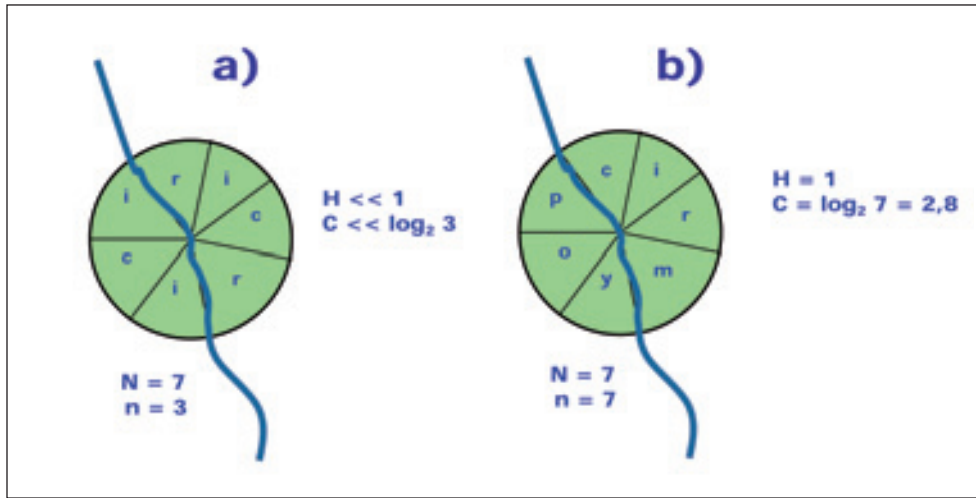 a)
r
i
i
c
c
r
i
H << 1
C << log₂ 3
N = 7
n = 3
b)
c
i
p
r
o
m
y
H = 1
C = log₂ 7 = 2,8
N = 7
n = 7